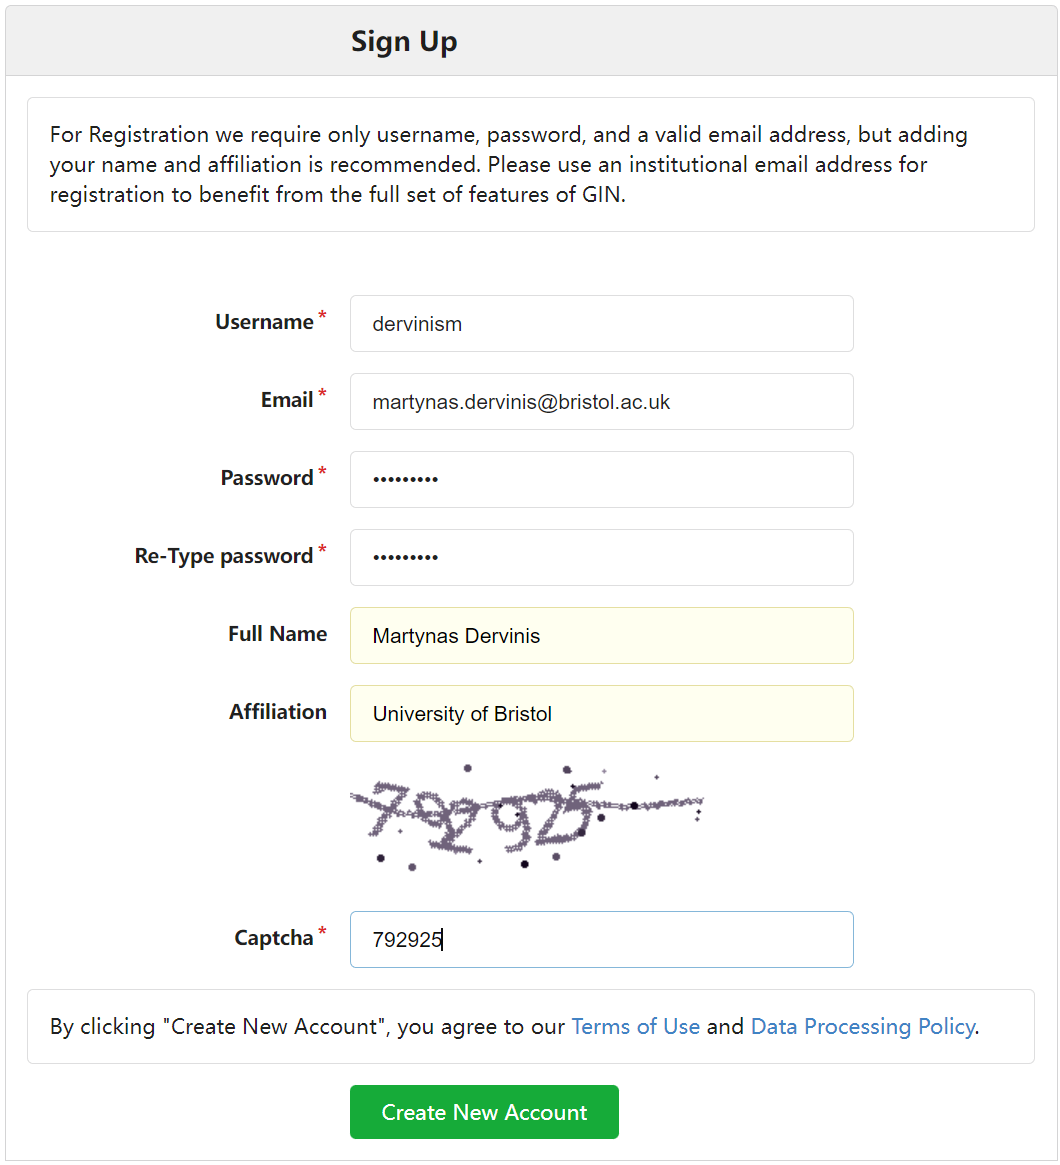 Sign Up
For Registration we require only username, password, and a valid email address, but adding
your name and affiliation is recommended. Please use an institutional email address for
registration to benefit from the full set of features of GIN.
Username *
dervinism
Email *
martynas.dervinis@bristol.ac.uk
Password *
•••••••••
Re-Type password *
•••••••••
Full Name
Martynas Dervinis
Affiliation
University of Bristol
Captcha *
792925
By clicking "Create New Account", you agree to our Terms of Use and Data Processing Policy.
Create New Account